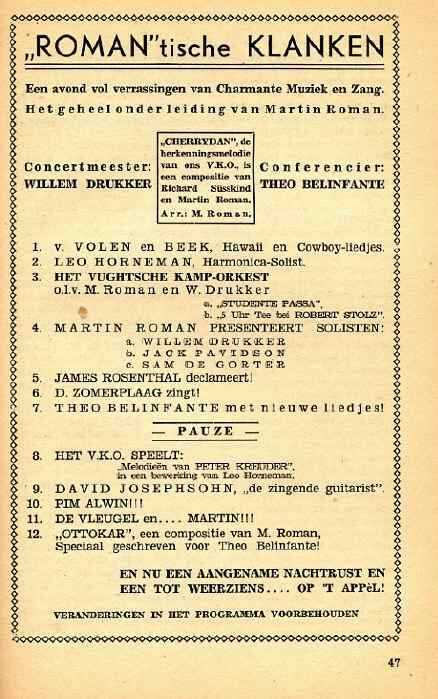 „ROMAN"tische KLANKEN
Een avond vol verrassingen van Charmante Muziek en Zang.
Het geheel onder leiding van Martin Roman.
Concertmeester:
WILLEM DRUKKER
„CHERRYDAN", de
herkenningsmelodie
van ons V.K.O., is
een compositie van
Richard Süsskind
en Martin Roman.
Arr.: M. Roman.
Conferencier:
THEO BELINFANTE
1. v. VOLEN en BEEK, Hawaii en Cowboy-liedjes.
2. LEO HORNEMAN, Harmonica-Solist.
3. HET VUGHTSCHE KAMP-ORKEST
o.l.v. M. Roman en W. Drukker
a. „STUDENTE PASSA",
b. „5 Uhr Tee bei ROBERT STOLZ".
4. MARTIN ROMAN PRESENTEERT SOLISTEN:
a. WILLEM DRUKKER
b. JACK PAVIDSON
c. SAM DE GORTER
5. JAMES ROSENTHAL declameert!
6. D. ZOMERPLAAG zingt!
7. THEO BELINFANTE met nieuwe liedjes!
PAUZE
8. HET V.K.O. SPEELT:
„Melodieën van PETER KREUDER",
in een bewerking van Leo Horneman.
9. DAVID JOSEPHSOHN, „de zingende guitarist".
10. PIM ALWIN!!!
11. DE VLEUGEL en.... MARTIN!!!
12. „OTTOKAR", een compositie van M. Roman,
Speciaal geschreven voor Theo Belinfante!
EN NU EEN AANGENAME NACHTRUST EN
EEN TOT WEERZIENS.... OP 'T APPèL!
VERANDERINGEN IN HET PROGRAMMA VOORBEHOUDEN
47